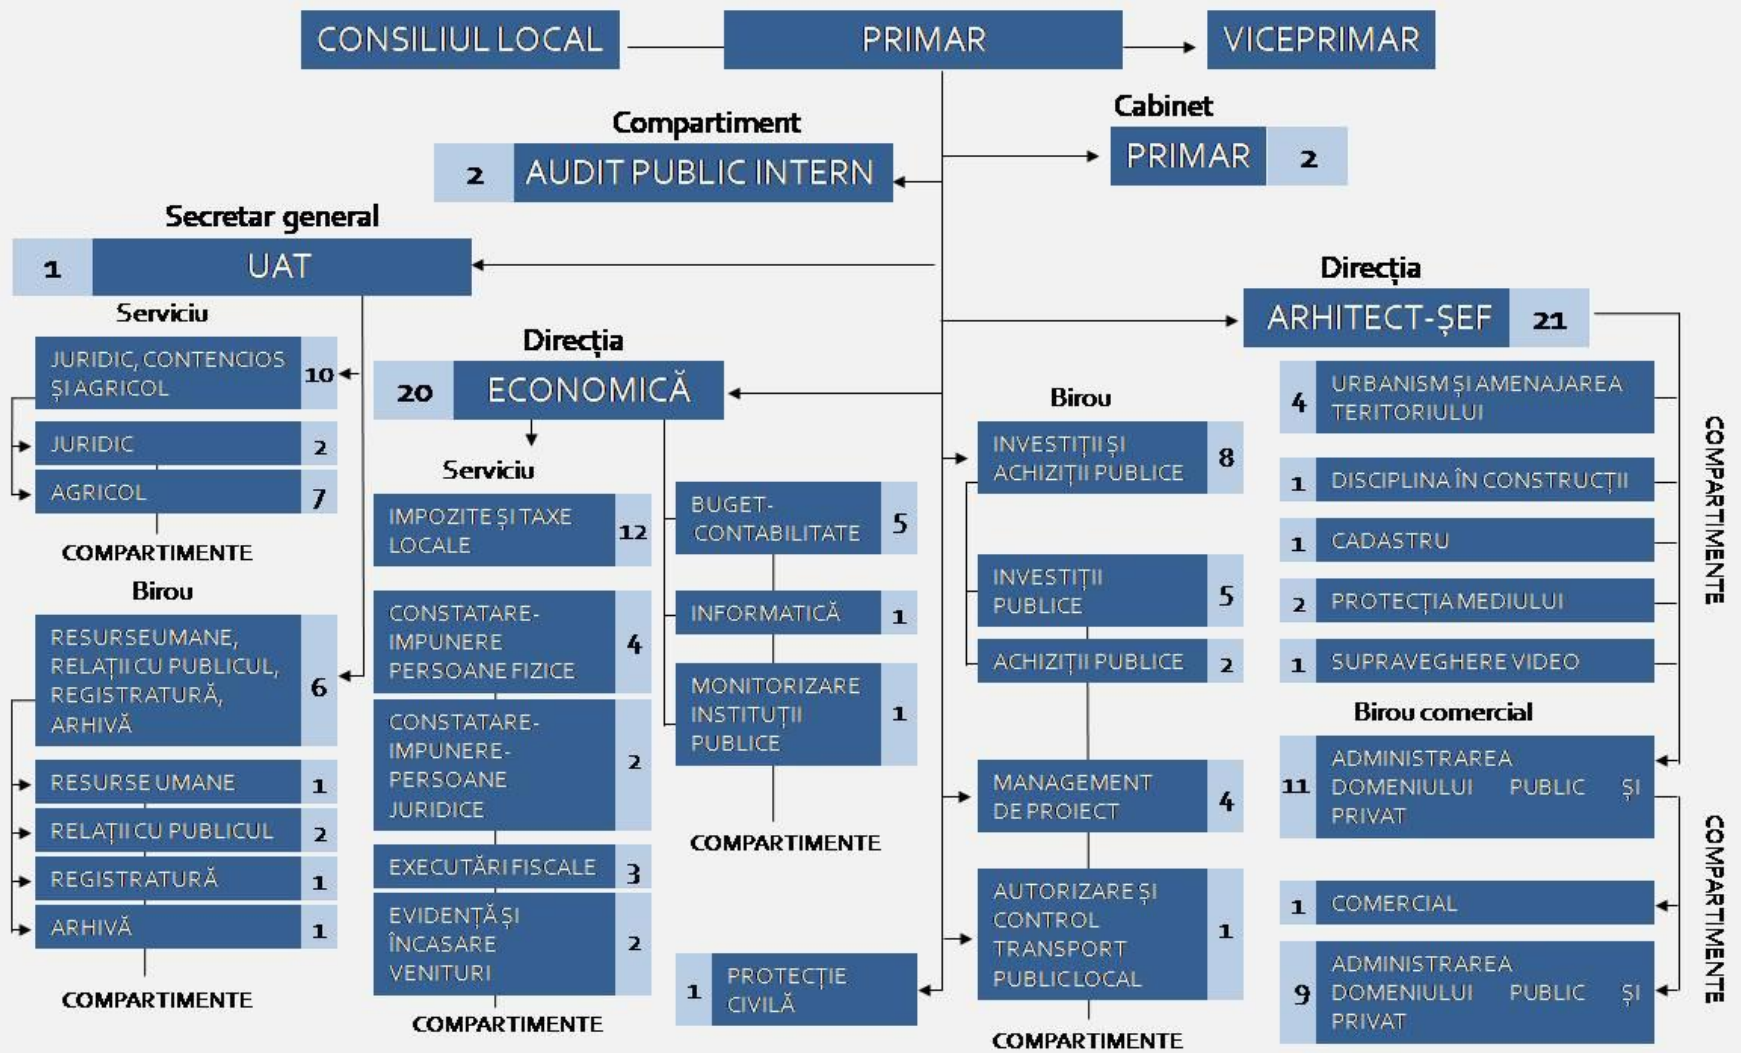 CONSILIUL LOCAL
PRIMAR
VICEPRIMAR
Cabinet
PRIMAR 2
Compartiment
2 AUDIT PUBLIC INTERN
Secretar general
1 UAT
Serviciu
JURIDIC, CONTENCIOS
ȘI AGRICOL
10
JURIDIC 2
AGRICOL 7
COMPARTIMENTE
Birou
RESURSE UMANE,
RELAȚII CU PUBLICUL,
REGISTRATURĂ,
ARHIVĂ
6
RESURSE UMANE 1
RELAȚII CU PUBLICUL 2
REGISTRATURĂ 1
ARHIVĂ 1
COMPARTIMENTE
Direcția
20 ECONOMICĂ
Serviciu
IMPOZITE ȘI TAXE
LOCALE
12
CONSTATARE-
IMPUNERE
PERSOANE FIZICE
4
CONSTATARE-
IMPUNERE-
PERSOANE
JURIDICE
2
EXECUTĂRI FISCALE 3
EVIDENȚĂ ȘI
ÎNCASARE
VENITURI
2
COMPARTIMENTE
BUGET-
CONTABILITATE
5
INFORMATICĂ 1
MONITORIZARE
INSTITUȚII
PUBLICE
1
COMPARTIMENTE
1
PROTECȚIE
CIVILĂ
Birou
INVESTIȚII ȘI
ACHIZIȚII PUBLICE
8
INVESTIȚII
PUBLICE
5
ACHIZIȚII PUBLICE 2
MANAGEMENT
DE PROIECT
4
AUTORIZARE ȘI
CONTROL
TRANSPORT
PUBLIC LOCAL
1
COMPARTIMENTE
Direcția
ARHITECT-ȘEF 21
4
URBANISM ȘI AMENAJAREA
TERITORIULUI
1 DISCIPLINA ÎN CONSTRUCȚII
1 CADASTRU
2 PROTECȚIA MEDIULUI
1 SUPRAVEGHERE VIDEO
COMPARTIMENTE
Birou comercial
11
ADMINISTRAREA
DOMENIULUI PUBLIC ȘI
PRIVAT
1 COMERCIAL
9
ADMINISTRAREA
DOMENIULUI PUBLIC ȘI
PRIVAT
COMPARTIMENTE